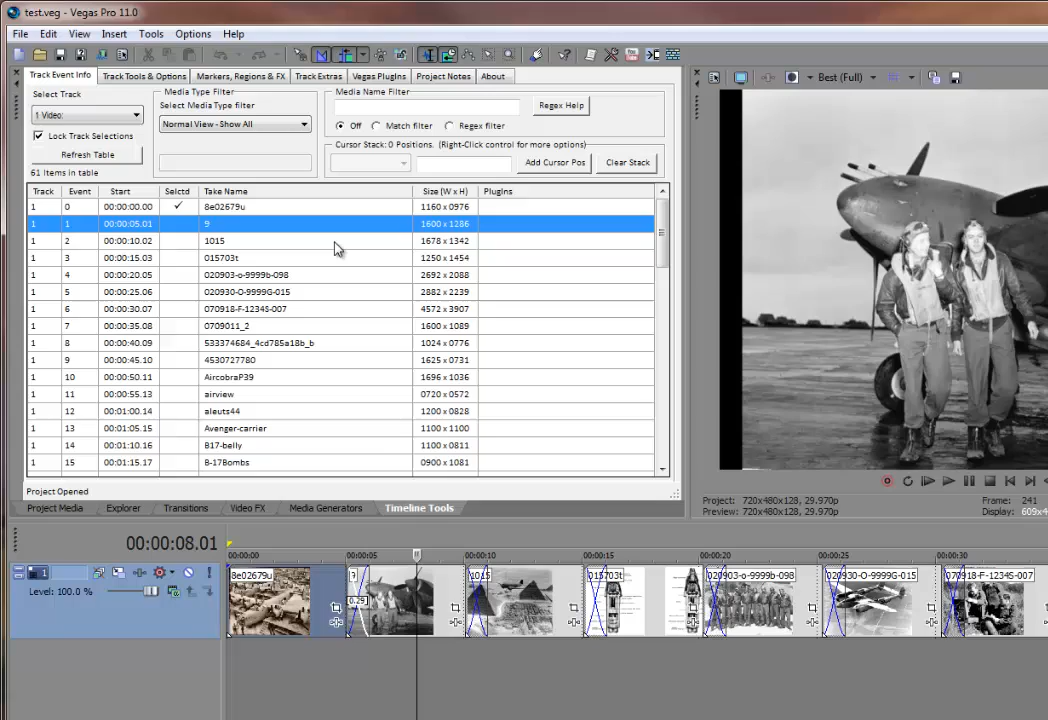 test.veg - Vegas Pro 11.0
File Edit View Insert Tools Options Help
Track Event Info Track Tools & Options Markers, Regions & FX Track Extras Vegas PlugIns Project Notes About
Select Track
1 Video:
Lock Track Selections
Refresh Table
61 Items in table
Media Type Filter
Select Media Type filter
Normal View - Show All
Media Name Filter
Regex Help
Off Match filter Regex filter
Cursor Stack: 0 Positions. (Right-Click control for more options)
Add Cursor Pos Clear Stack
Best (Full)
Track Event Start Selctd Take Name Size (W x H) PlugIns
1 0 00:00:00.00 ✓ 8e02679u 1160 x 0976
1 1 00:00:05.01 9 1600 x 1286
1 2 00:00:10.02 1015 1678 x 1342
1 3 00:00:15.03 015703t 1250 x 1454
1 4 00:00:20.05 020903-o-9999b-098 2692 x 2088
1 5 00:00:25.06 020930-O-9999G-015 2882 x 2239
1 6 00:00:30.07 070918-F-1234S-007 4572 x 3907
1 7 00:00:35.08 0709011_2 1600 x 1089
1 8 00:00:40.09 533374684_4cd785a18b_b 1024 x 0776
1 9 00:00:45.10 4530727780 1625 x 0731
1 10 00:00:50.11 AircobraP39 1696 x 1036
1 11 00:00:55.13 airview 0720 x 0572
1 12 00:01:00.14 aleuts44 1200 x 0828
1 13 00:01:05.15 Avenger-carrier 1100 x 1100
1 14 00:01:10.16 B17-belly 1100 x 0811
1 15 00:01:15.17 B-17Bombs 0900 x 1081
Project Opened
Project Media Explorer Transitions Video FX Media Generators Timeline Tools
Project: 720x480x128, 29.970p
Preview: 720x480x128, 29.970p
Frame: 241
Display: 609x4
00:00:08.01
00:00:00 00:00:05 00:00:10 00:00:15 00:00:20 00:00:25 00:00:30
1
Level: 100.0 %
8e02679u 1015 015703t 020903-o-9999b-098 020930-O-9999G-015 070918-F-1234S-007
0.29